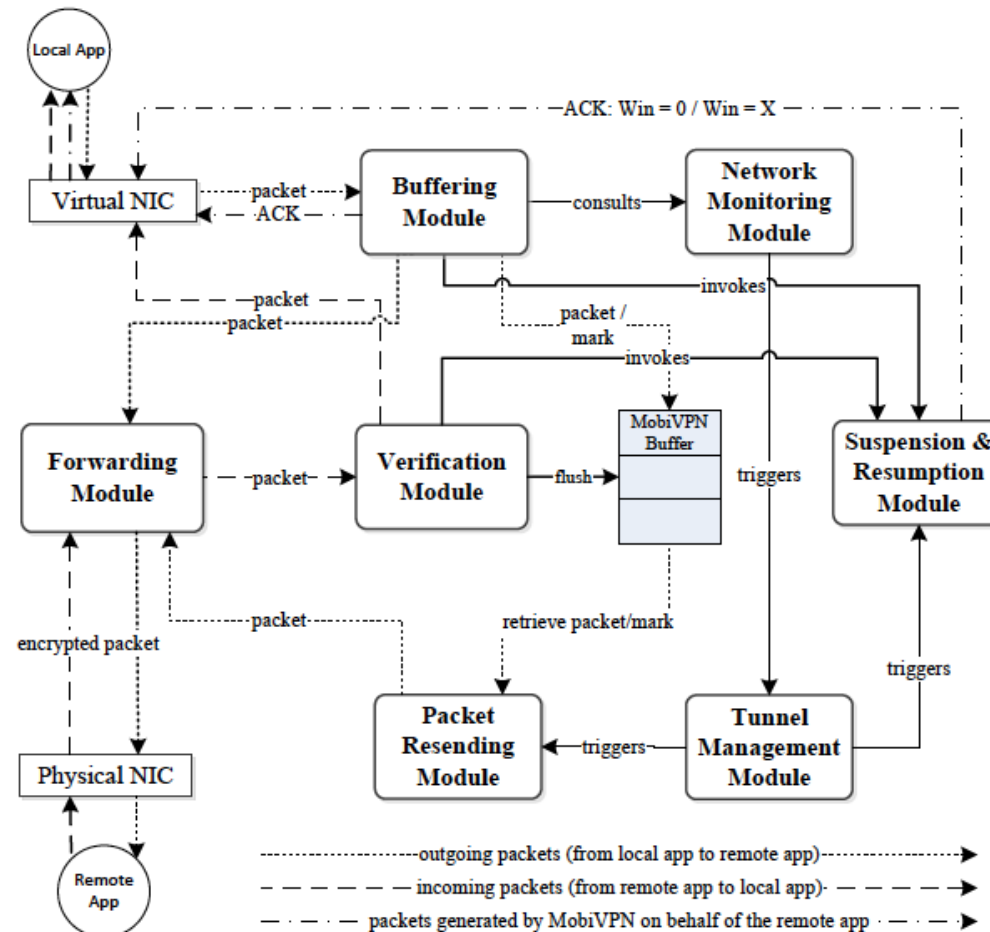 Local App
ACK: Win = 0 / Win = X
Virtual NIC
packet
ACK
Buffering
Module
consults
Network
Monitoring
Module
invokes
packet
packet
packet /
mark
invokes
MobiVPN
Buffer
Forwarding
Module
packet
Verification
Module
flush
triggers
Suspension &
Resumption
Module
packet
retrieve packet/mark
encrypted packet
triggers
Packet
Resending
Module
triggers
Tunnel
Management
Module
Physical NIC
Remote
App
outgoing packets (from local app to remote app)
incoming packets (from remote app to local app)
packets generated by MobiVPN on behalf of the remote app